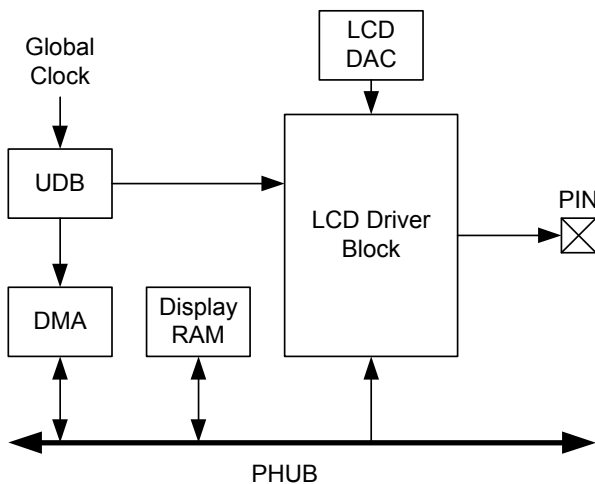 LCD
DAC
Global
Clock
UDB
LCD Driver
Block
PIN
DMA
Display
RAM
PHUB